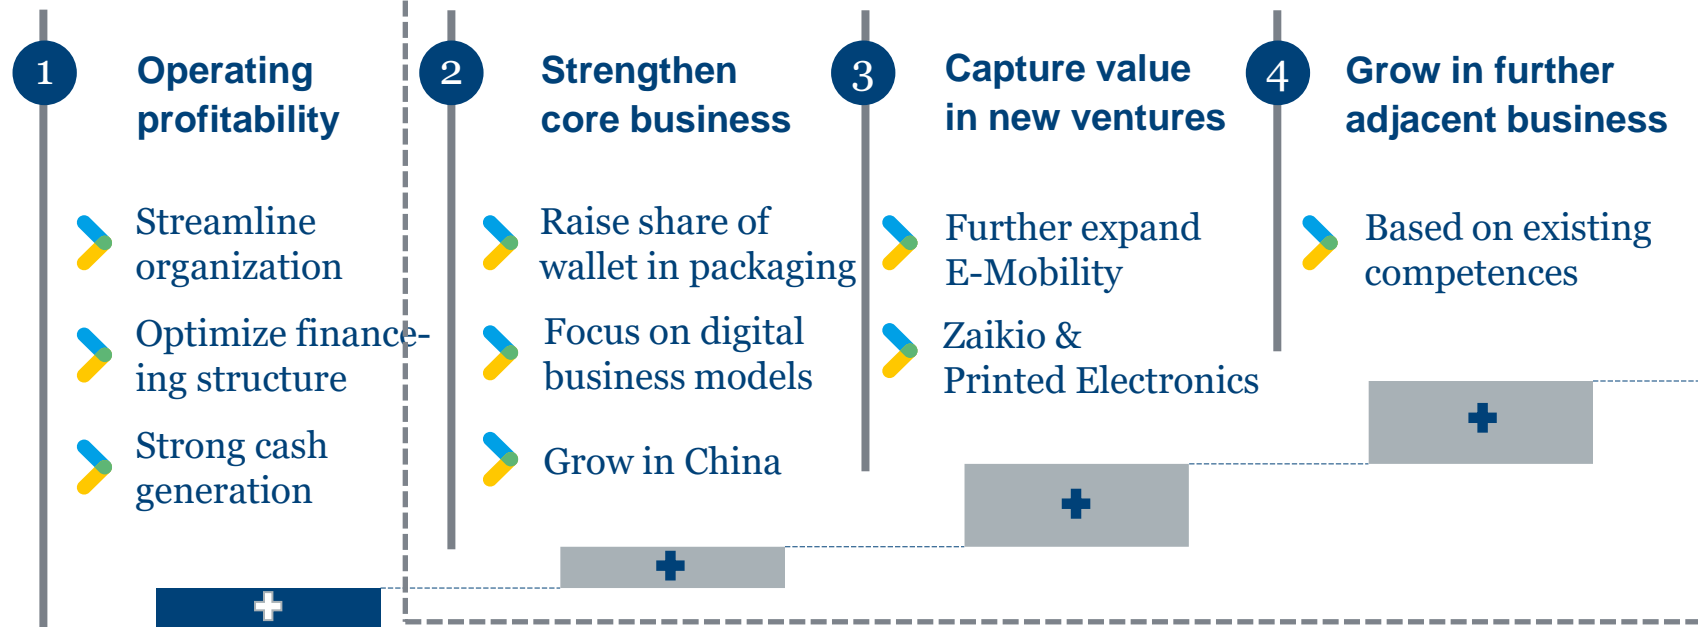 1
Operating
profitability
Streamline
organization
Optimize finance-
ing structure
Strong cash
generation
2
Strengthen
core business
Raise share of
wallet in packaging
Focus on digital
business models
Grow in China
3
Capture value
in new ventures
Further expand
E-Mobility
Zaikio &
Printed Electronics
4
Grow in further
adjacent business
Based on existing
competences